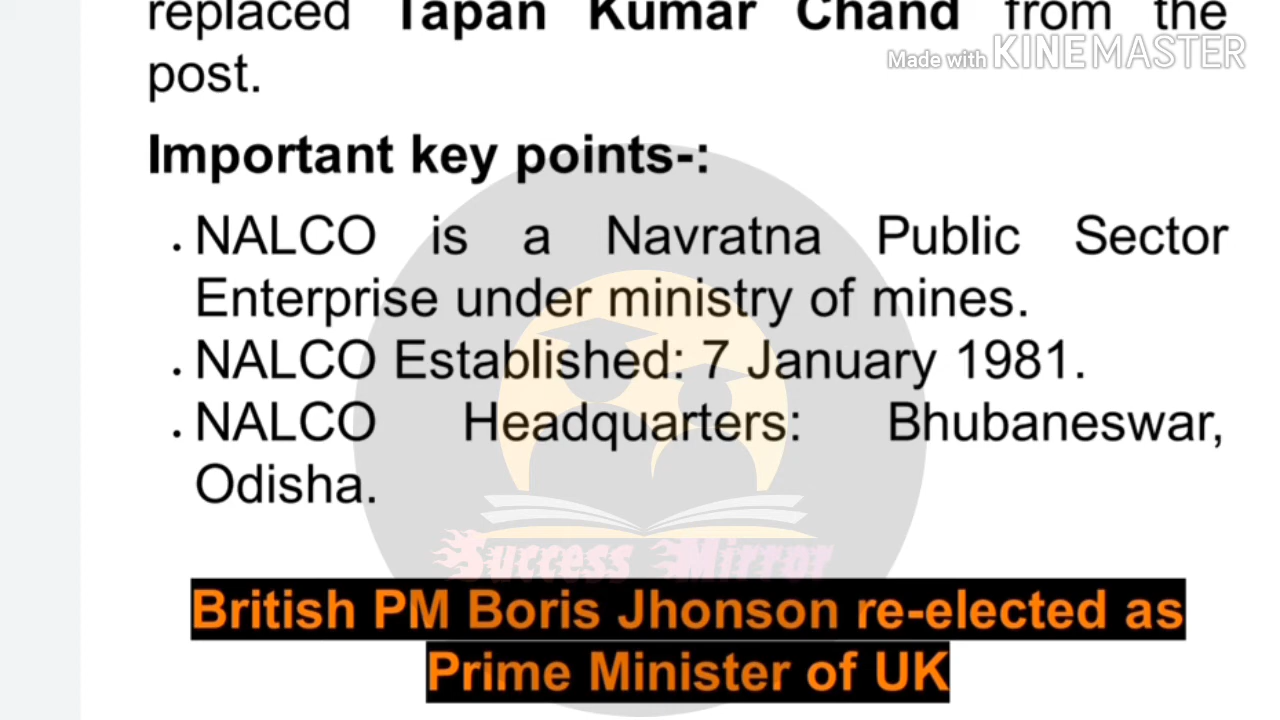 replaced Tapan Kumar Chand from the
Made with KINEMASTER
post.
Important key points-:
. NALCO is a Navratna Public Sector
Enterprise under ministry of mines.
. NALCO Established: 7 January 1981.
. NALCO Headquarters: Bhubaneswar,
Odisha.
Success Mirror
British PM Boris Jhonson re-elected as
Prime Minister of UK